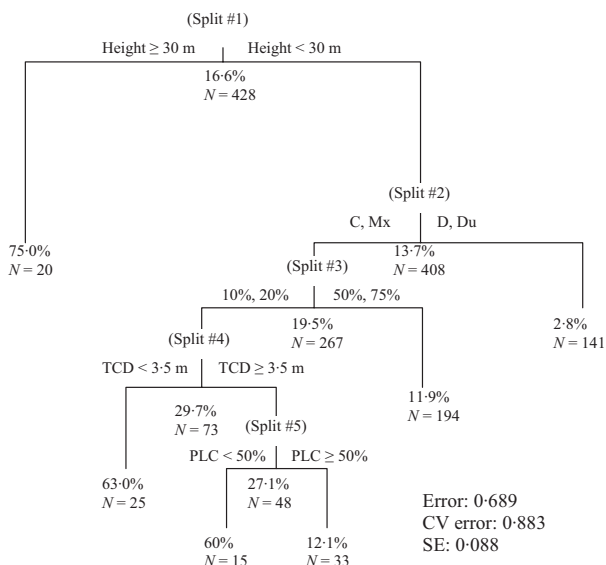 (Split #1)
Height ≥ 30 m Height < 30 m
16·6%
N = 428
(Split #2)
C, Mx D, Du
75·0%
N = 20
13·7%
N = 408
(Split #3)
10%, 20% 50%, 75%
19·5%
N = 267
2·8%
N = 141
(Split #4)
TCD < 3·5 m TCD ≥ 3·5 m
11·9%
N = 194
29·7%
N = 73
(Split #5)
PLC < 50% PLC ≥ 50%
63·0%
N = 25
27·1%
N = 48
60%
N = 15
12·1%
N = 33
Error: 0·689
CV error: 0·883
SE: 0·088